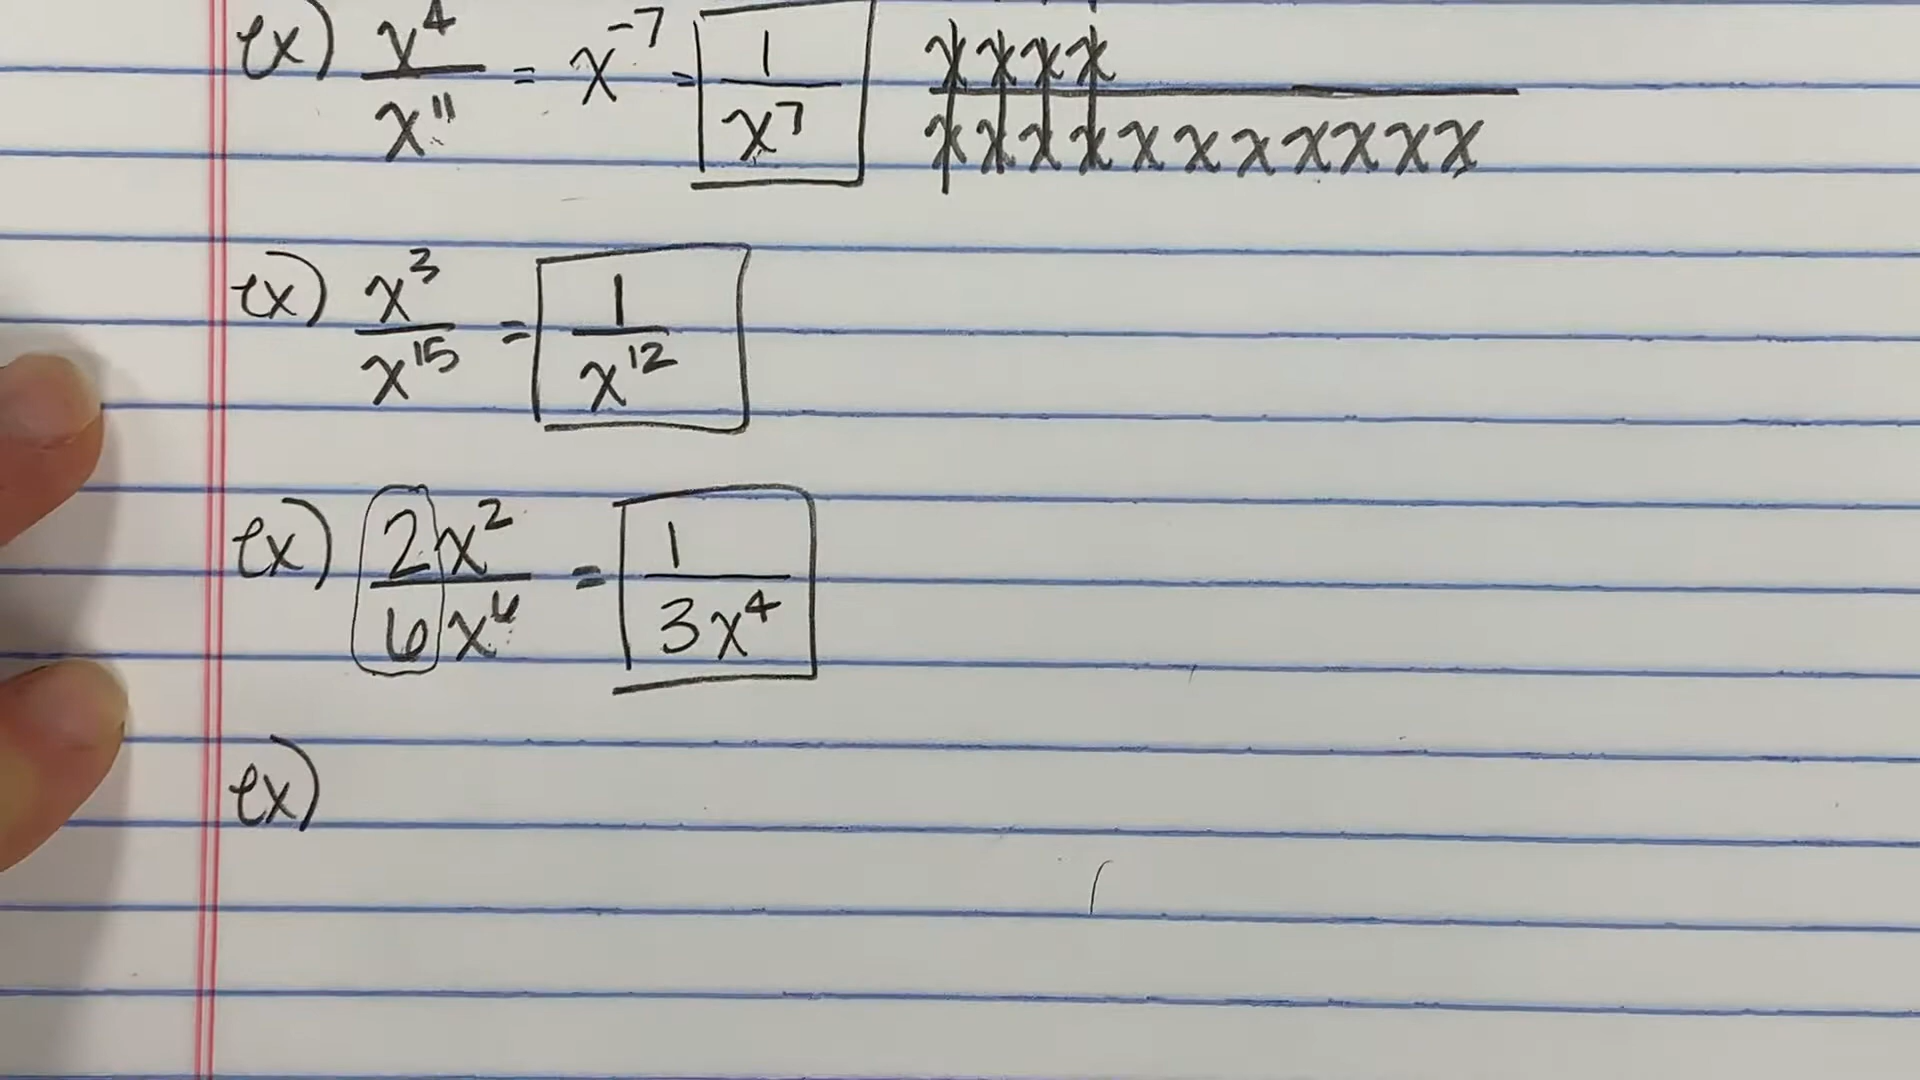 ex) x⁴/x¹¹ = x⁻⁷ = 1/x⁷ xxxx/xxxxxxxxxxx
ex) x³/x¹⁵ = 1/x¹²
ex) 2x²/6x⁶ = 1/3x⁴
ex)